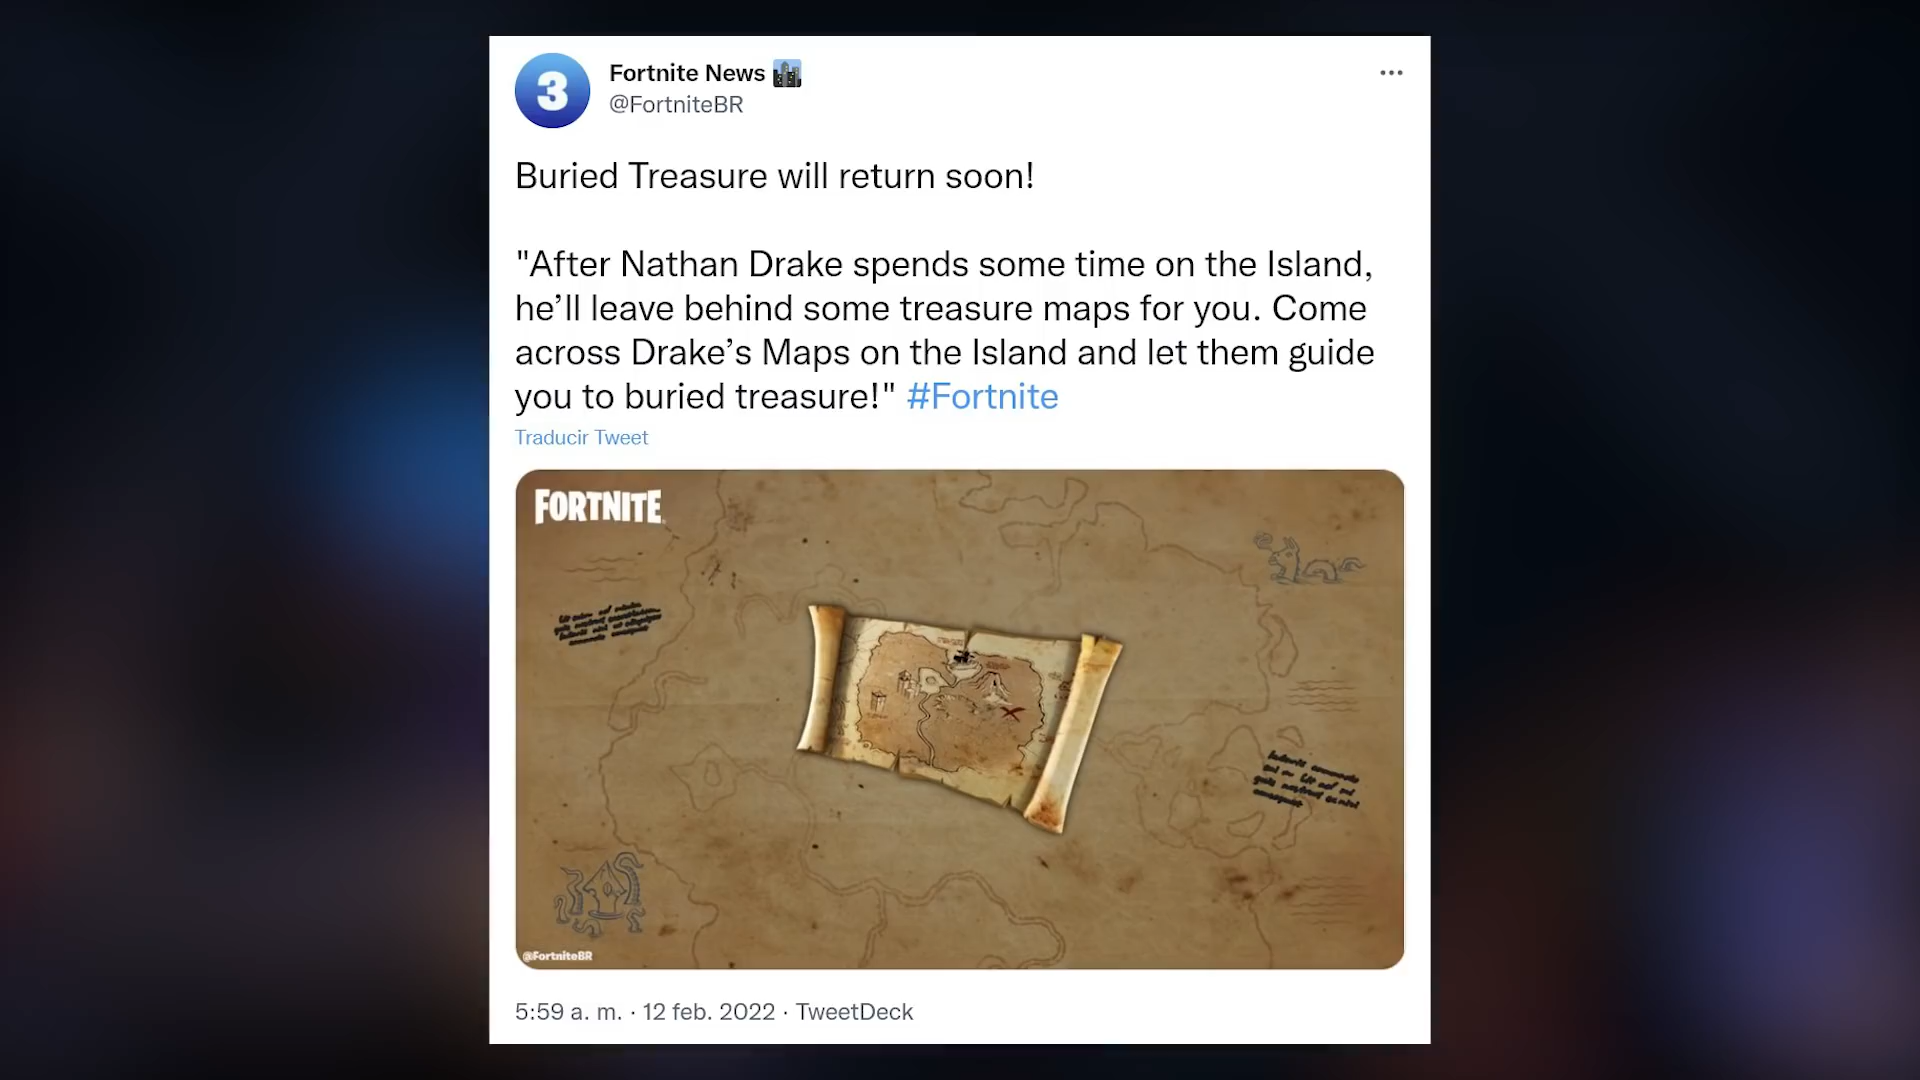 3
Fortnite News
@FortniteBR
Buried Treasure will return soon!
"After Nathan Drake spends some time on the Island,
he’ll leave behind some treasure maps for you. Come
across Drake’s Maps on the Island and let them guide
you to buried treasure!" #Fortnite
Traducir Tweet
FORTNITE
@FortniteBR
5:59 a. m. · 12 feb. 2022 · TweetDeck